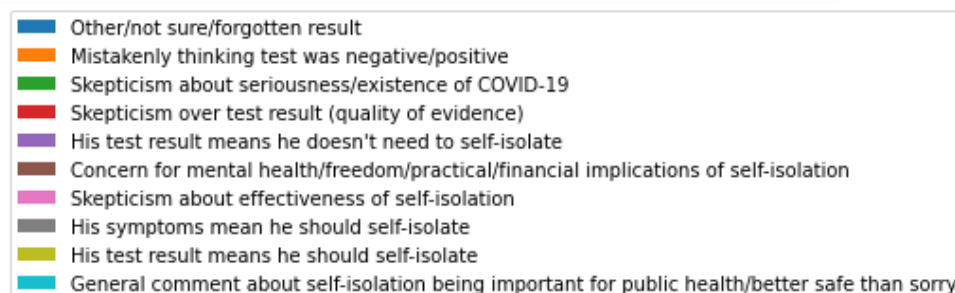 Other/not sure/forgotten result
Mistakenly thinking test was negative/positive
Skepticism about seriousness/existence of COVID-19
Skepticism over test result (quality of evidence)
His test result means he doesn't need to self-isolate
Concern for mental health/freedom/practical/financial implications of self-isolation
Skepticism about effectiveness of self-isolation
His symptoms mean he should self-isolate
His test result means he should self-isolate
General comment about self-isolation being important for public health/better safe than sorry